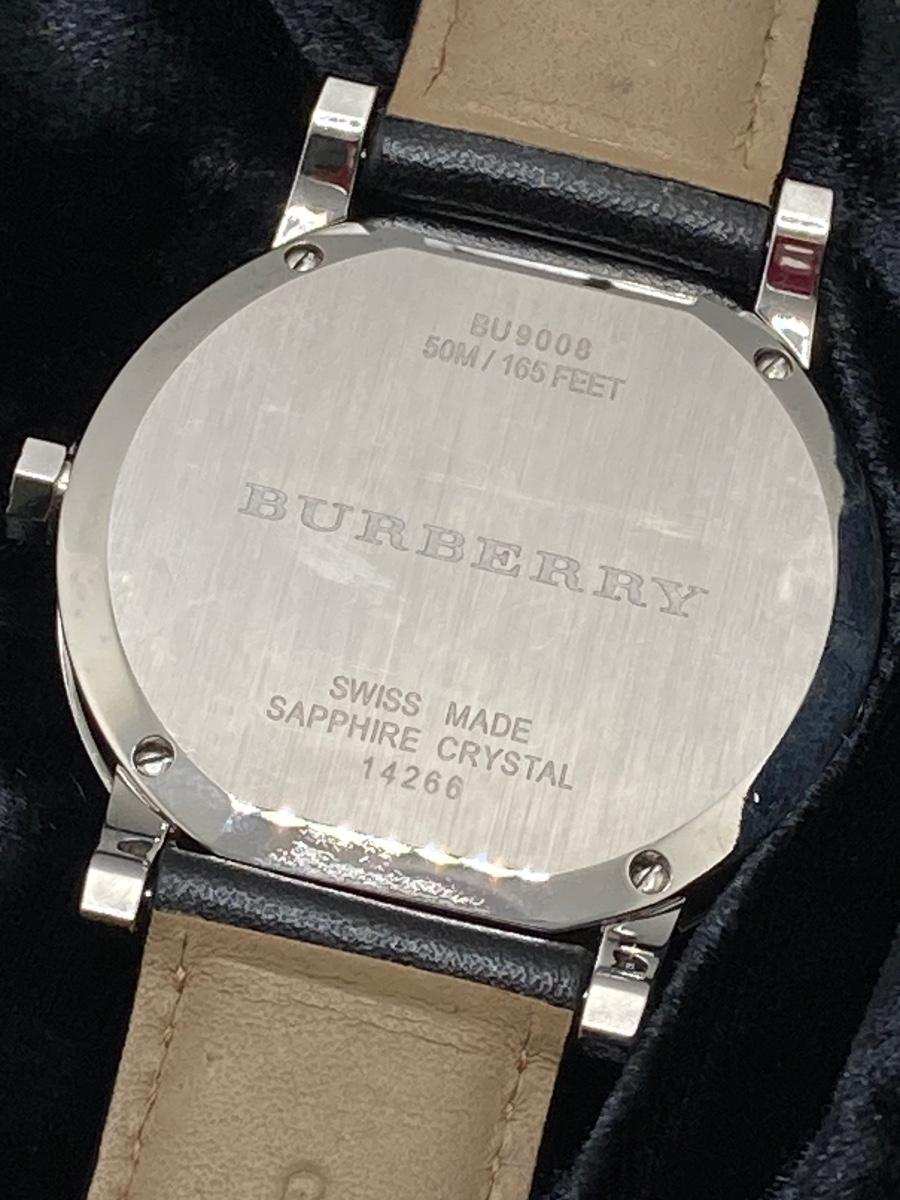 BU9008
50M / 165 FEET
BURBERRY
SWISS MADE
SAPPHIRE CRYSTAL
14266